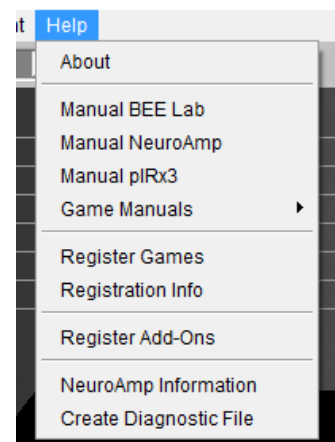 t Help
About
Manual BEE Lab
Manual NeuroAmp
Manual pIRx3
Game Manuals
Register Games
Registration Info
Register Add-Ons
NeuroAmp Information
Create Diagnostic File